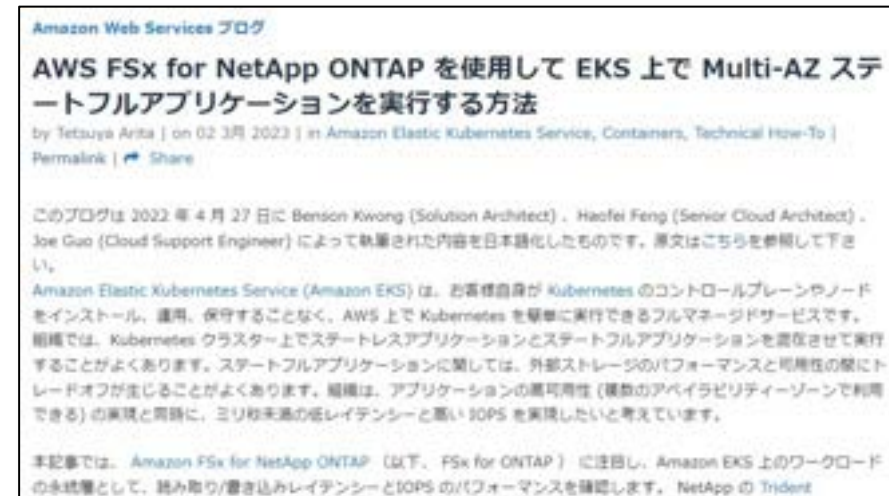 Amazon Web Services ブログ
AWS FSx for NetApp ONTAP を使用して EKS 上で Multi-AZ ステ
ートフルアプリケーションを実行する方法
by Tetsuya Arita | on 02 3月 2023 | in Amazon Elastic Kubernetes Service, Containers, Technical How-To |
Permalink | Share
このブログは 2022 年 4 月 27 日に Benson Kwong (Solution Architect) 、Haofei Feng (Senior Cloud Architect) 、
Joe Guo (Cloud Support Engineer) によって執筆された内容を日本語化したものです。原文はこちらを参照して下さ
い。
Amazon Elastic Kubernetes Service (Amazon EKS) は、お客様自身が Kubernetes のコントロールプレーンやノード
をインストール、運用、保守することなく、AWS 上で Kubernetes を簡単に実行できるフルマネージドサービスです。
組織では、Kubernetes クラスター上でステートレスアプリケーションとステートフルアプリケーションを混在させて実行
することがよくあります。ステートフルアプリケーションに関しては、外部ストレージのパフォーマンスと可用性の間にト
レードオフが生じることがよくあります。組織は、アプリケーションの高可用性 (複数のアベイラビリティーゾーンで利用
できる) の実現と同時に、ミリ秒未満の低レイテンシーと高い IOPS を実現したいと考えています。
本記事では、 Amazon FSx for NetApp ONTAP （以下、 FSx for ONTAP ） に注目し、Amazon EKS 上のワークロード
の永続層として、読み取り/書き込みレイテンシーとIOPS のパフォーマンスを確認します。 NetApp の Trident